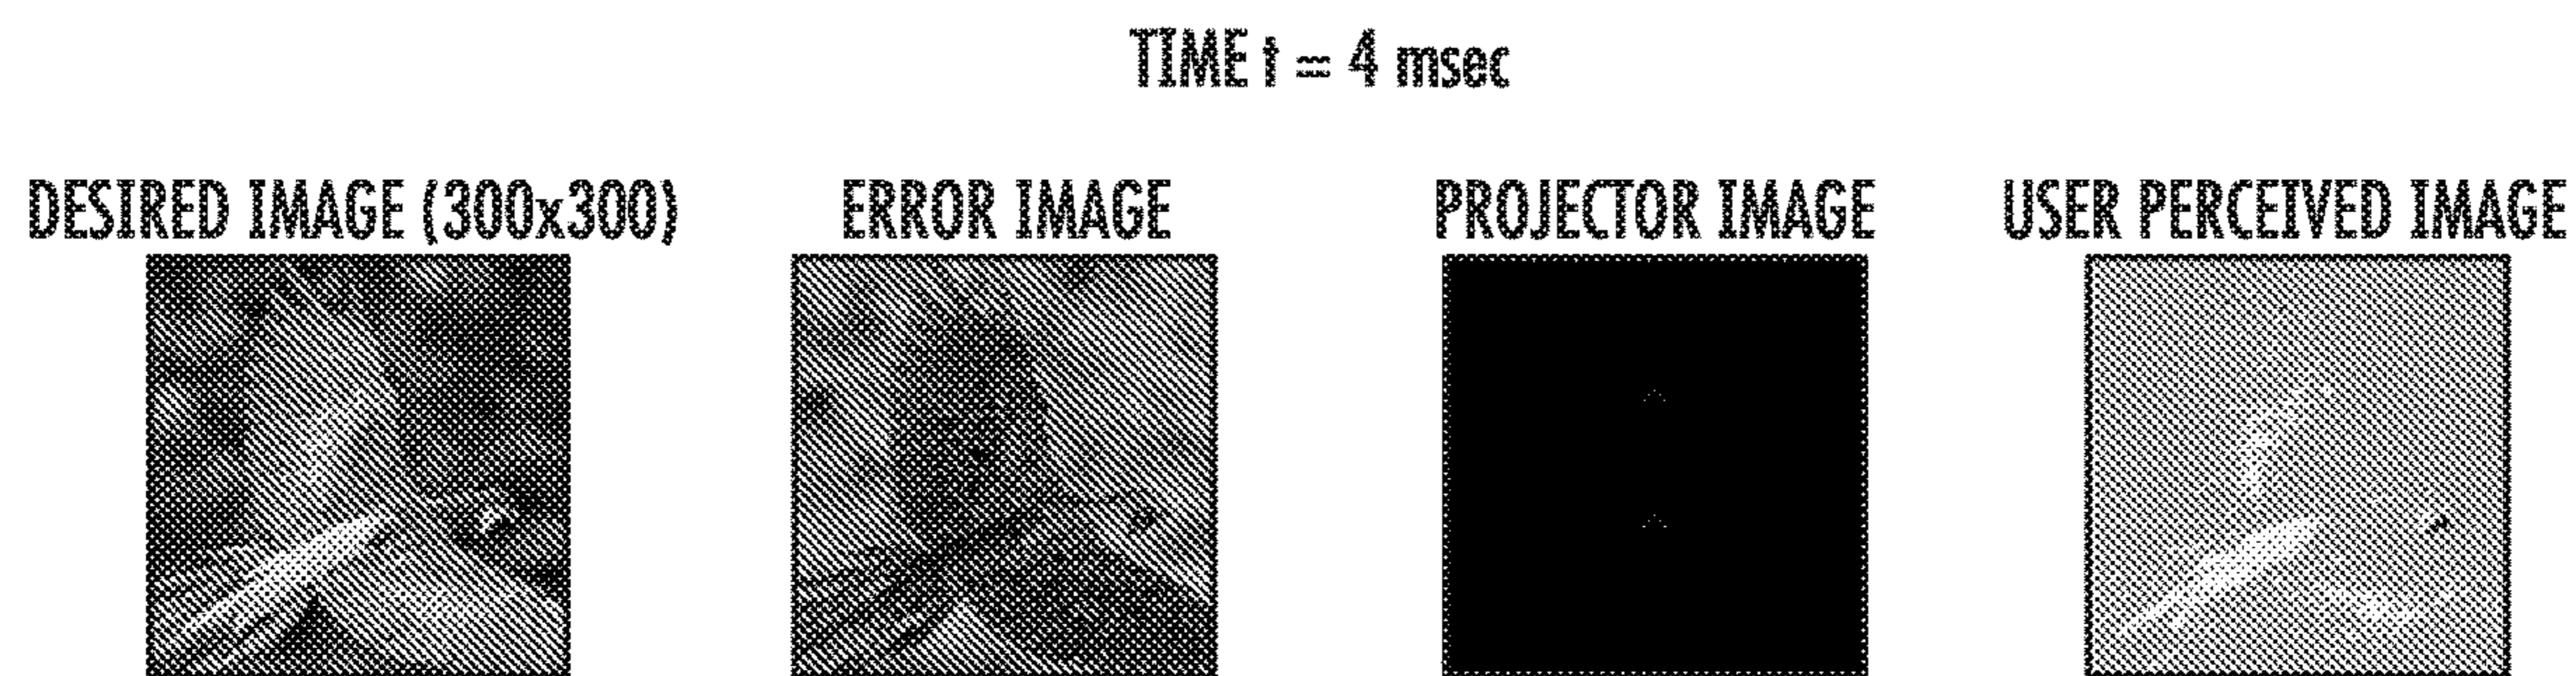 TIME t = 4 msec
DESIRED IMAGE (300x300) ERROR IMAGE PROJECTOR IMAGE USER PERCEIVED IMAGE